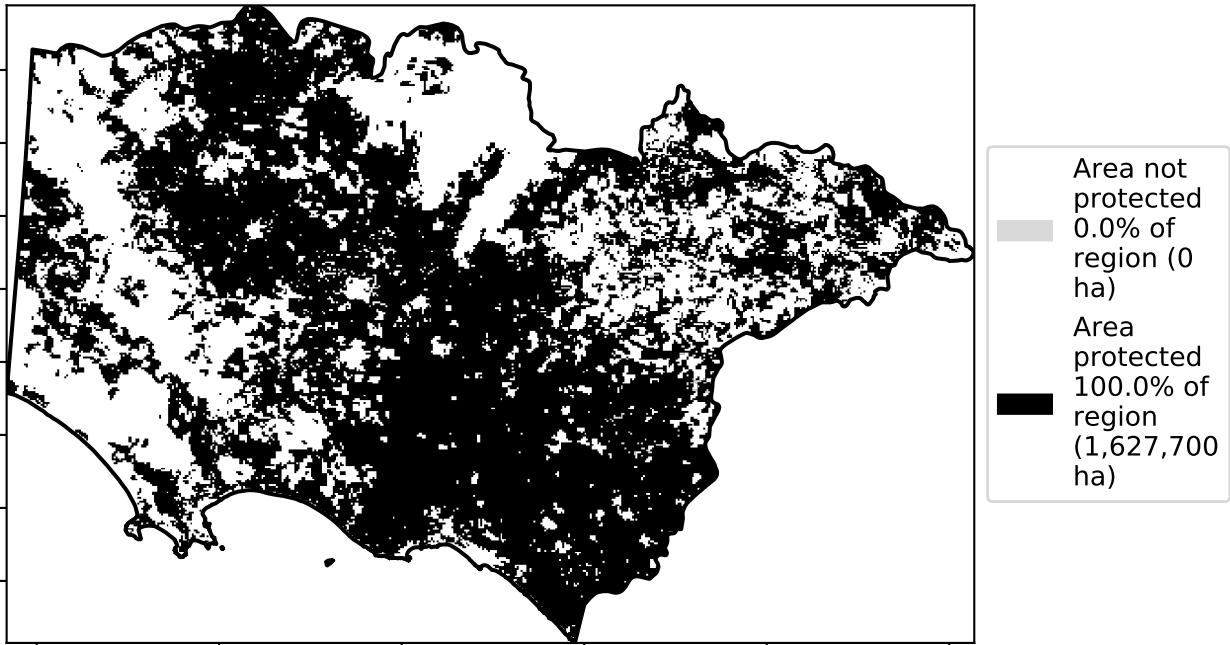 Area not
protected
0.0% of
region (0
ha)
Area
protected
100.0% of
region
(1,627,700
ha)